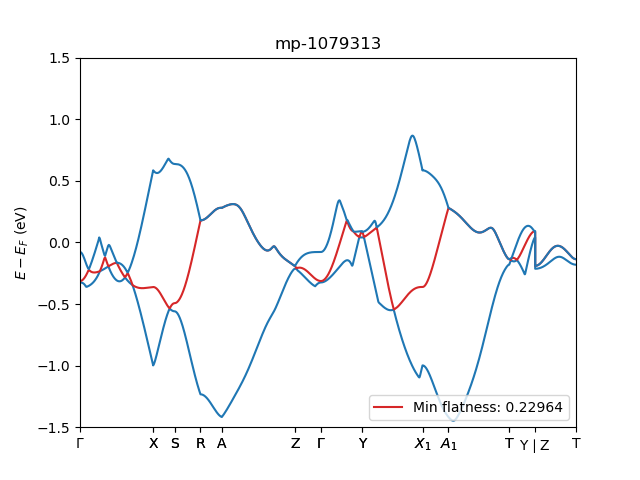 mp-1079313
1.5
1.0
0.5
0.0
−0.5
−1.0
−1.5
E − E_F (eV)
Min flatness: 0.22964
Γ X S R A Z Γ Y X₁ A₁ T Y | Z T